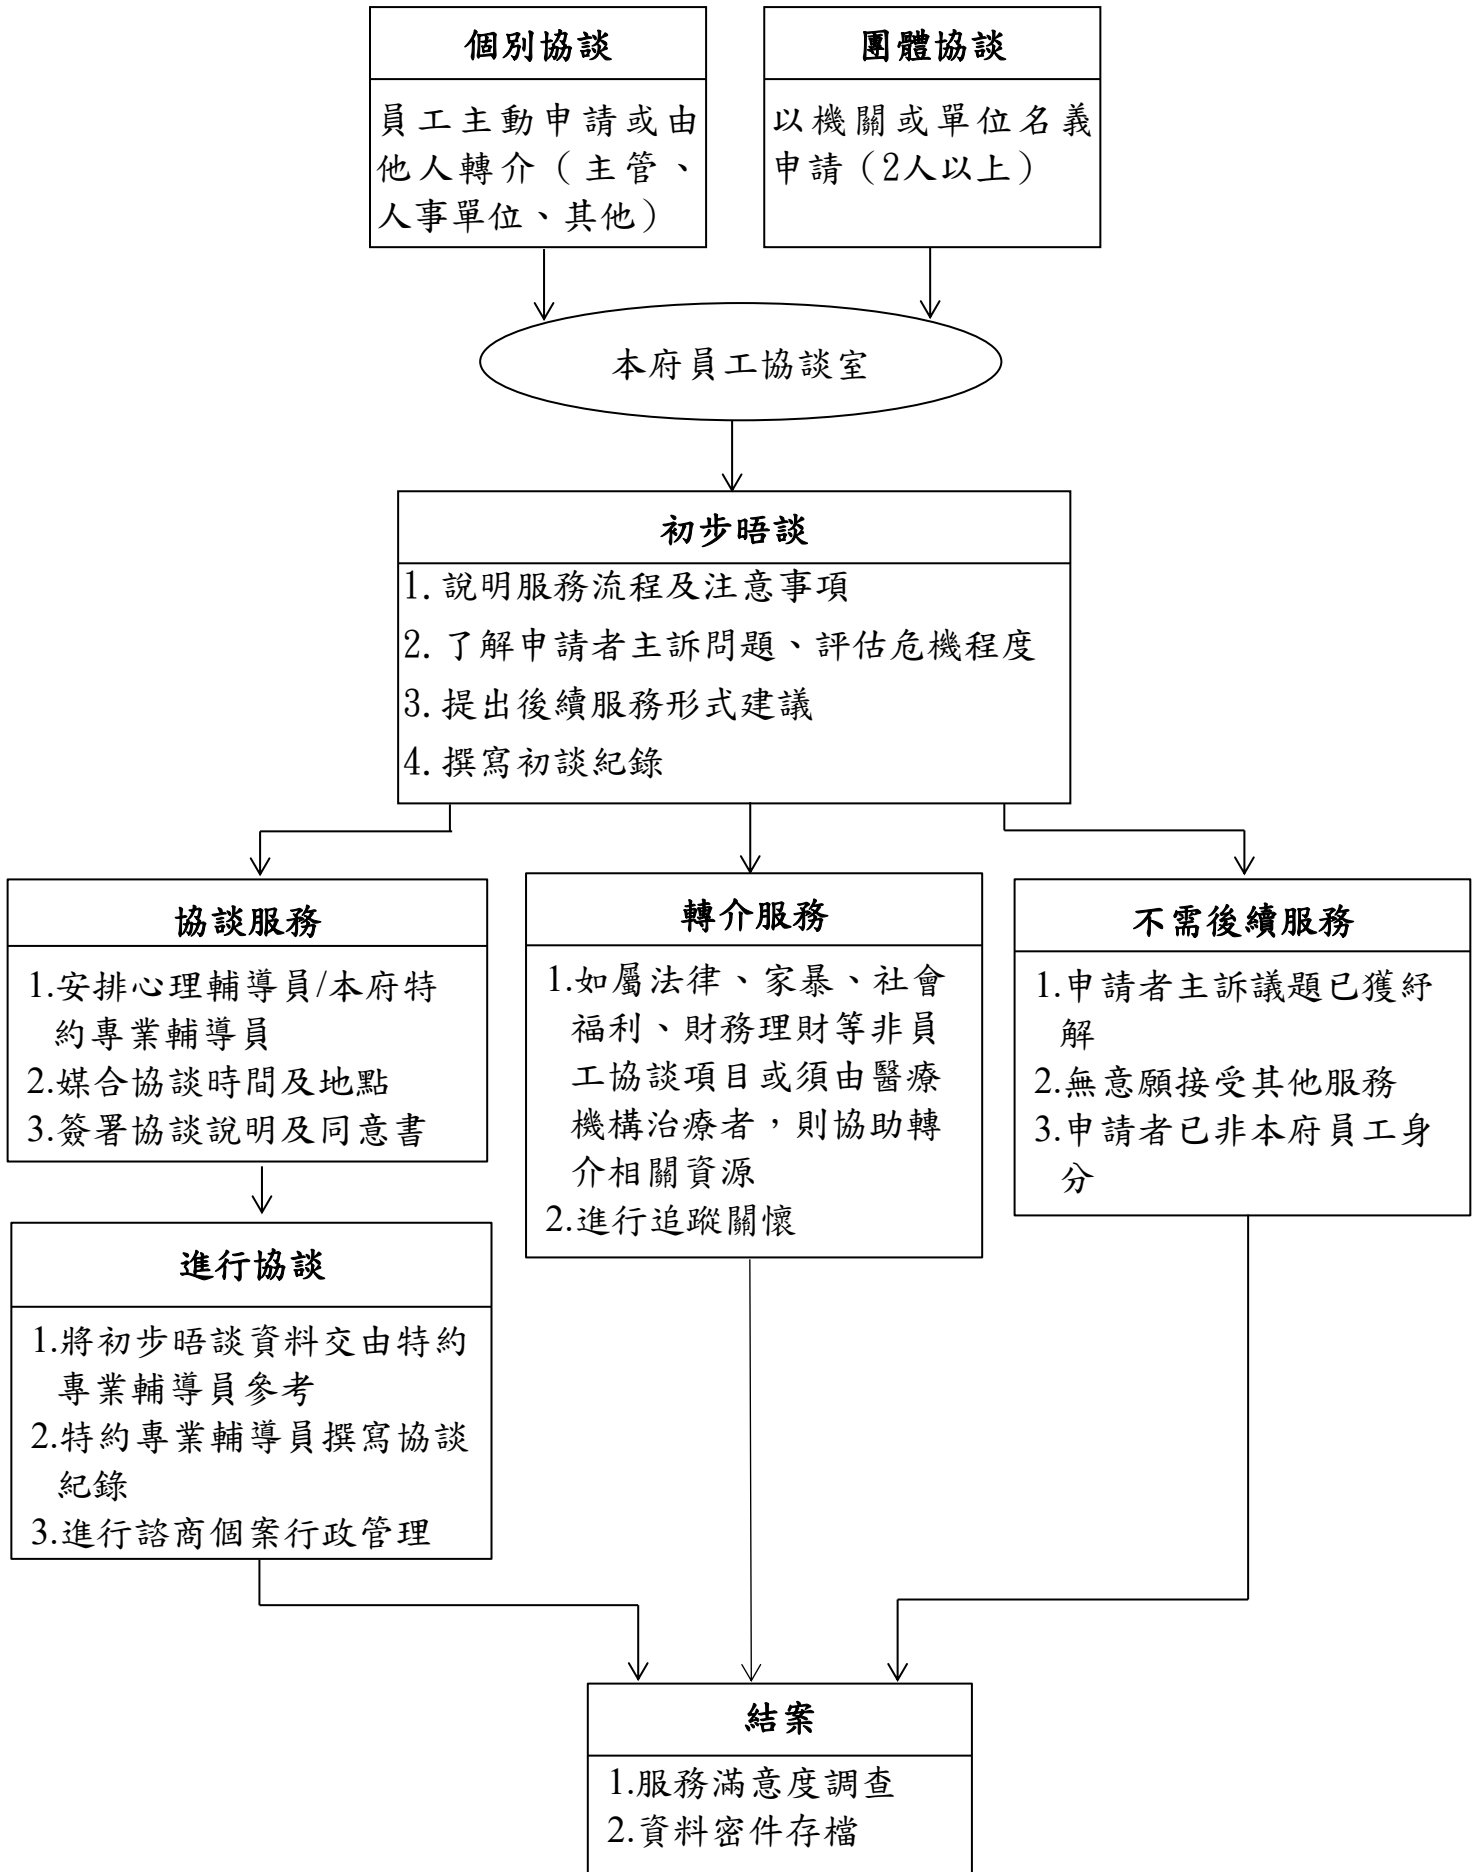 個別協談
員工主動申請或由
他人轉介（主管、
人事單位、其他）
團體協談
以機關或單位名義
申請（2人以上）
本府員工協談室
初步晤談
1.說明服務流程及注意事項
2.了解申請者主訴問題、評估危機程度
3.提出後續服務形式建議
4.撰寫初談紀錄
協談服務
1.安排心理輔導員/本府特
約專業輔導員
2.媒合協談時間及地點
3.簽署協談說明及同意書
轉介服務
1.如屬法律、家暴、社會
福利、財務理財等非員
工協談項目或須由醫療
機構治療者，則協助轉
介相關資源
2.進行追蹤關懷
不需後續服務
1.申請者主訴議題已獲紓
解
2.無意願接受其他服務
3.申請者已非本府員工身
分
進行協談
1.將初步晤談資料交由特約
專業輔導員參考
2.特約專業輔導員撰寫協談
紀錄
3.進行諮商個案行政管理
結案
1.服務滿意度調查
2.資料密件存檔